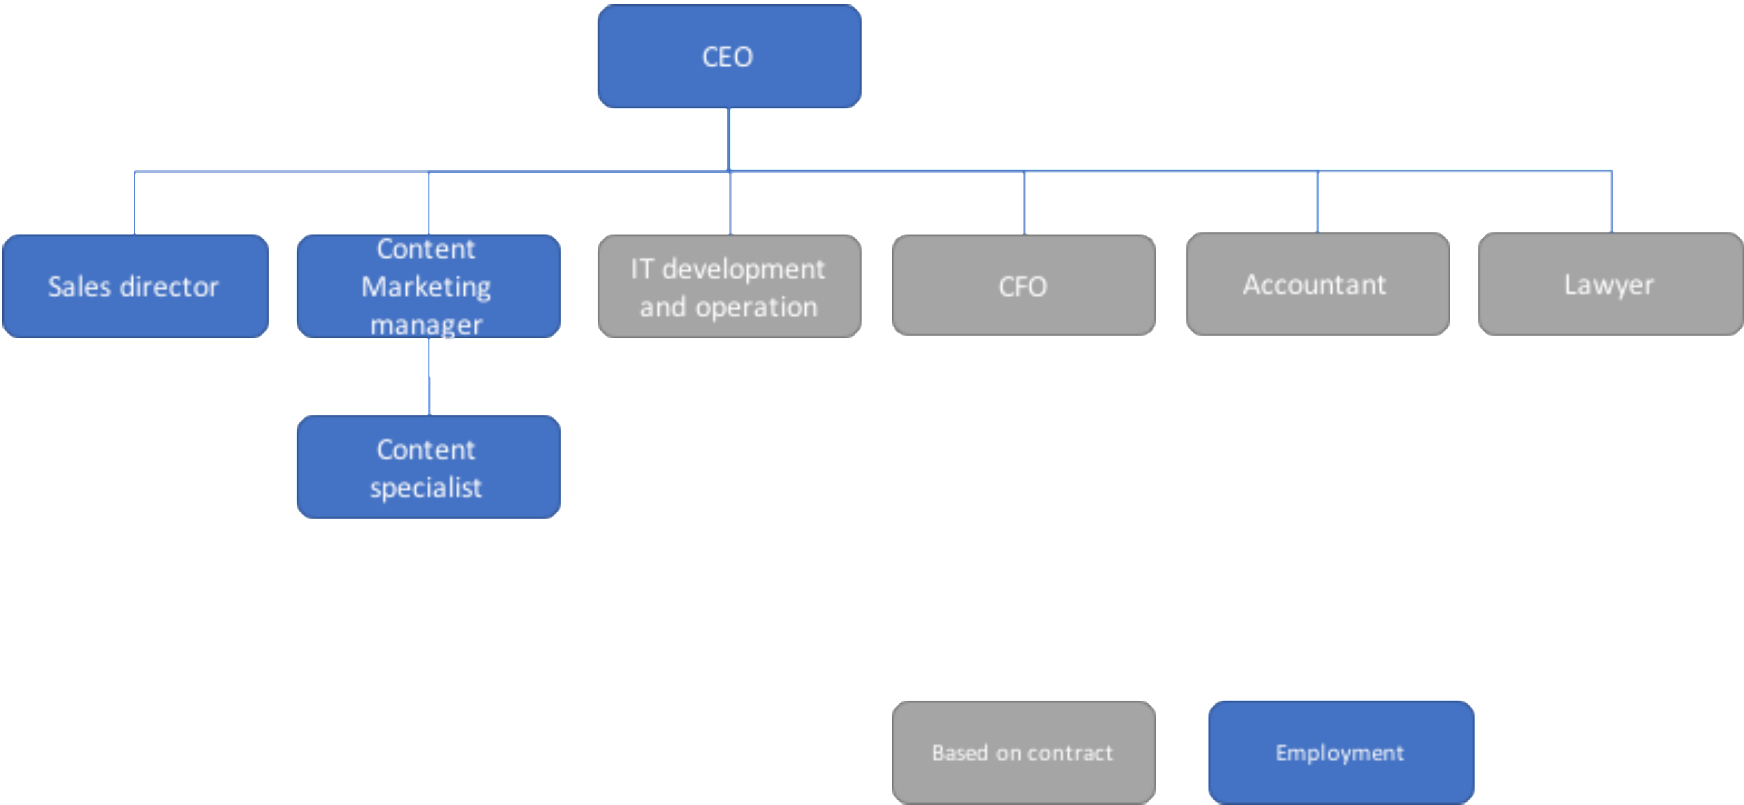 CEO
Sales director
Content
Marketing
manager
IT development
and operation
CFO
Accountant
Lawyer
Content
specialist
Based on contract
Employment